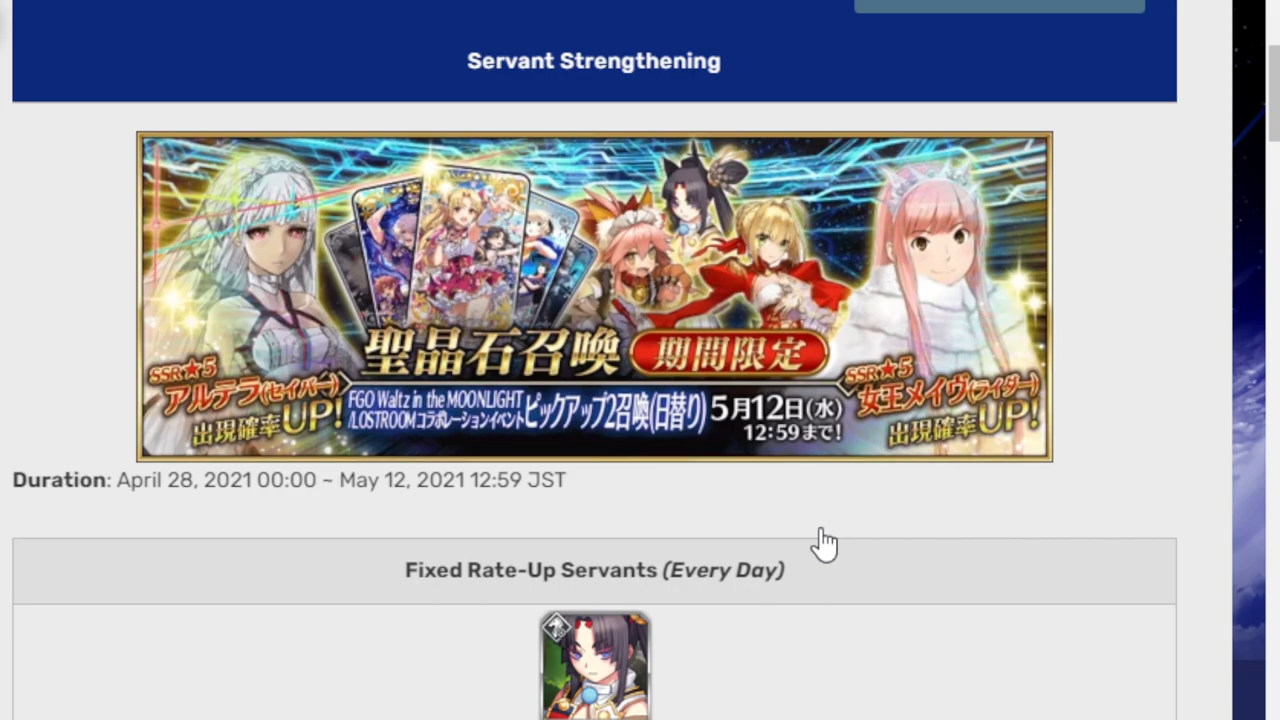 Servant Strengthening
聖晶石召喚 期間限定
SSR★5
アルテラ(セイバー)
出現確率UP!
FGO Waltz in the MOONLIGHT
/LOSTROOMコラボレーションイベント
ピックアップ2召喚(日替り)
5月12日(水)
12:59まで!
SSR★5
女王メイヴ(ライダー)
出現確率UP!
Duration: April 28, 2021 00:00 ~ May 12, 2021 12:59 JST
Fixed Rate-Up Servants (Every Day)